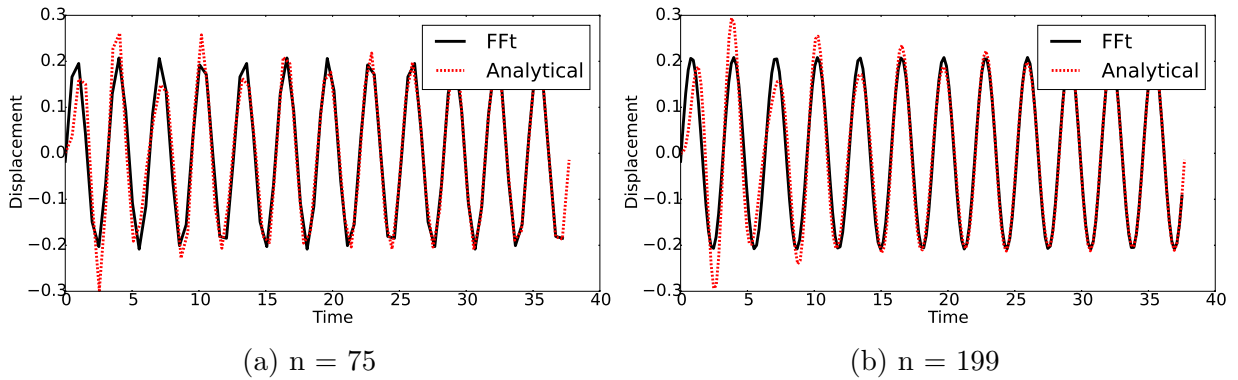 0.3
0.2
0.1
0.0
−0.1
−0.2
−0.3
Displacement
0 5 10 15 20 25 30 35 40
Time
FFt
Analytical
(a) n = 75
0.3
0.2
0.1
0.0
−0.1
−0.2
−0.3
Displacement
0 5 10 15 20 25 30 35 40
Time
FFt
Analytical
(b) n = 199